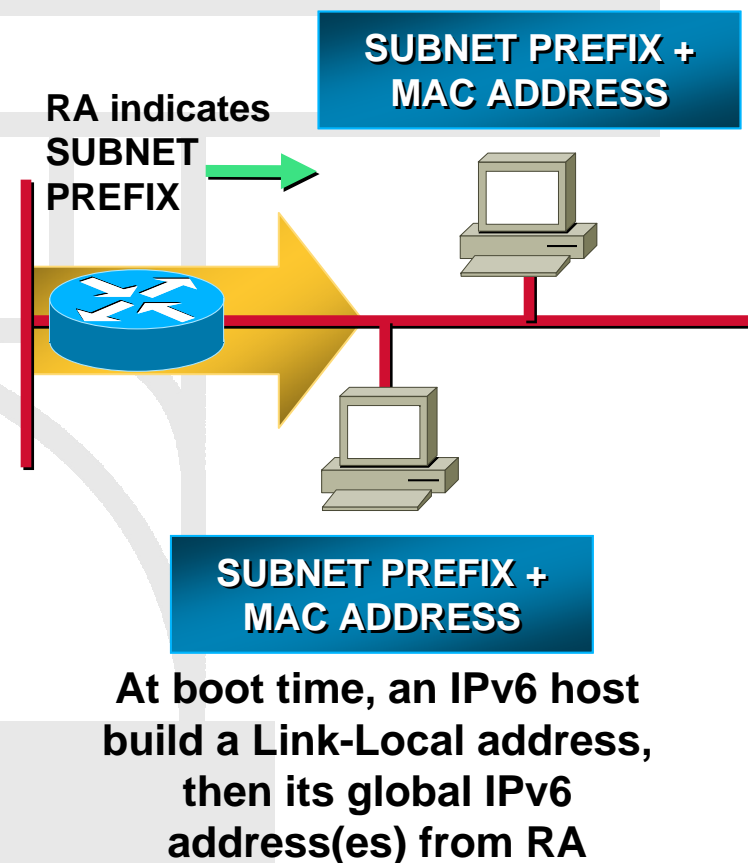 SUBNET PREFIX +
MAC ADDRESS
RA indicates
SUBNET
PREFIX
SUBNET PREFIX +
MAC ADDRESS
At boot time, an IPv6 host
build a Link-Local address,
then its global IPv6
address(es) from RA